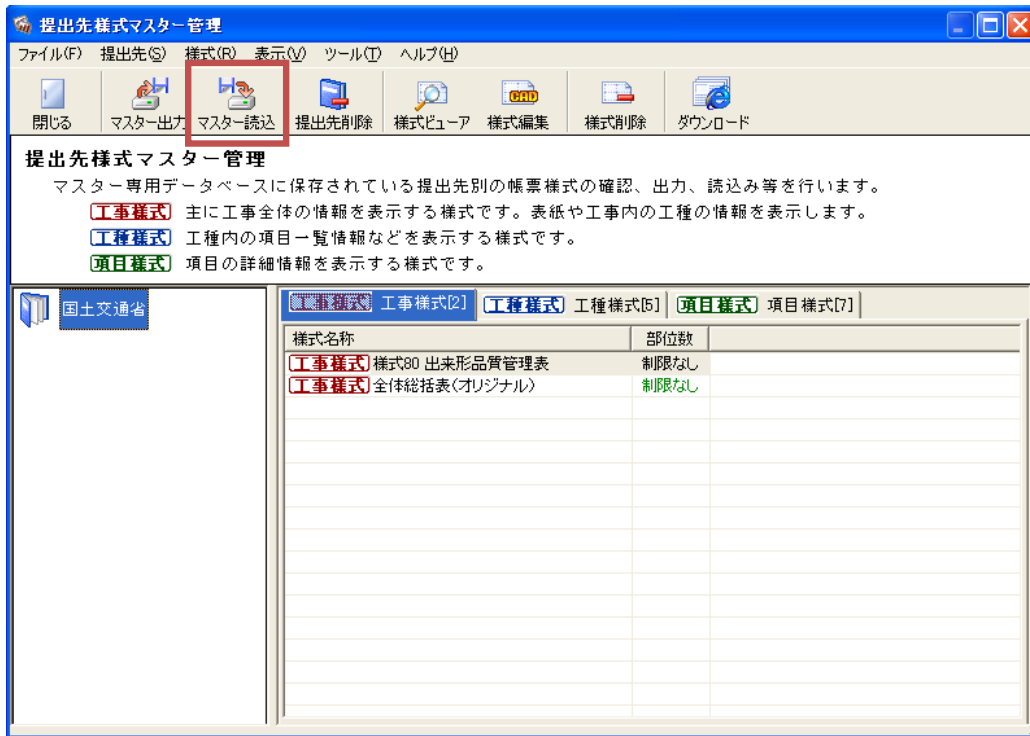 提出先様式マスター管理
ファイル(F) 提出先(S) 様式(R) 表示(V) ツール(T) ヘルプ(H)
閉じる マスター出力 マスター読込 提出先削除 様式ビューア 様式編集 様式削除 ダウンロード
提出先様式マスター管理
マスター専用データベースに保存されている提出先別の帳票様式の確認、出力、読込み等を行います。
工事様式 主に工事全体の情報を表示する様式です。表紙や工事内の工種の情報を表示します。
工種様式 工種内の項目一覧情報などを表示する様式です。
項目様式 項目の詳細情報を表示する様式です。
国土交通省
工事様式 工事様式[2] 工種様式 工種様式[5] 項目様式 項目様式[7]
様式名称 部位数
工事様式 様式80 出来形品質管理表 制限なし
工事様式 全体総括表(オリジナル) 制限なし